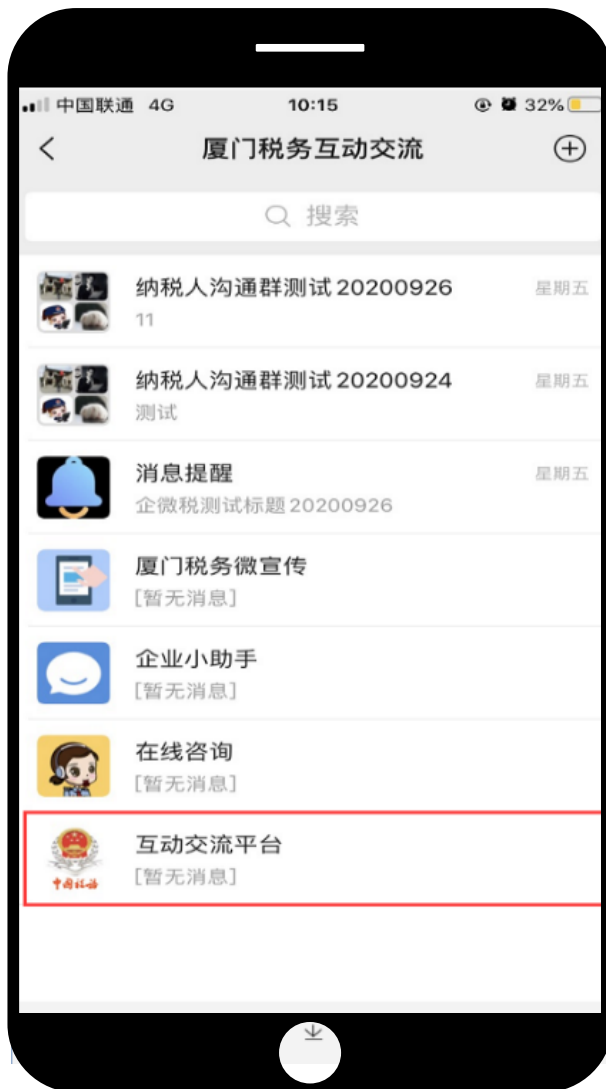 中国联通 4G 10:15 32%
厦门税务互动交流
搜索
纳税人沟通群测试20200926 星期五
11
纳税人沟通群测试20200924 星期五
测试
消息提醒 星期五
企微税测试标题20200926
厦门税务微宣传
[暂无消息]
企业小助手
[暂无消息]
在线咨询
[暂无消息]
互动交流平台
[暂无消息]
中国税务